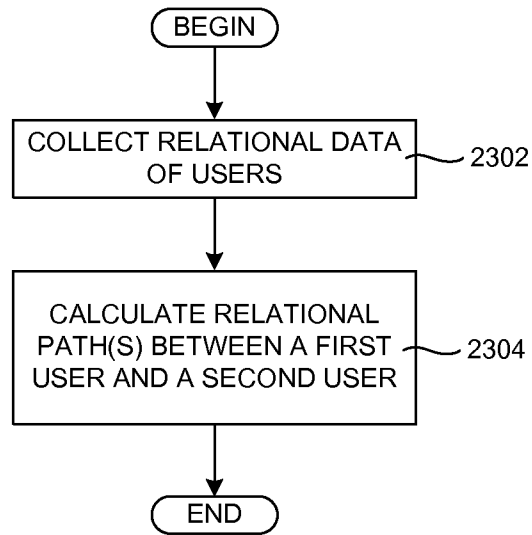 BEGIN
COLLECT RELATIONAL DATA
OF USERS
2302
CALCULATE RELATIONAL
PATH(S) BETWEEN A FIRST
USER AND A SECOND USER
2304
END